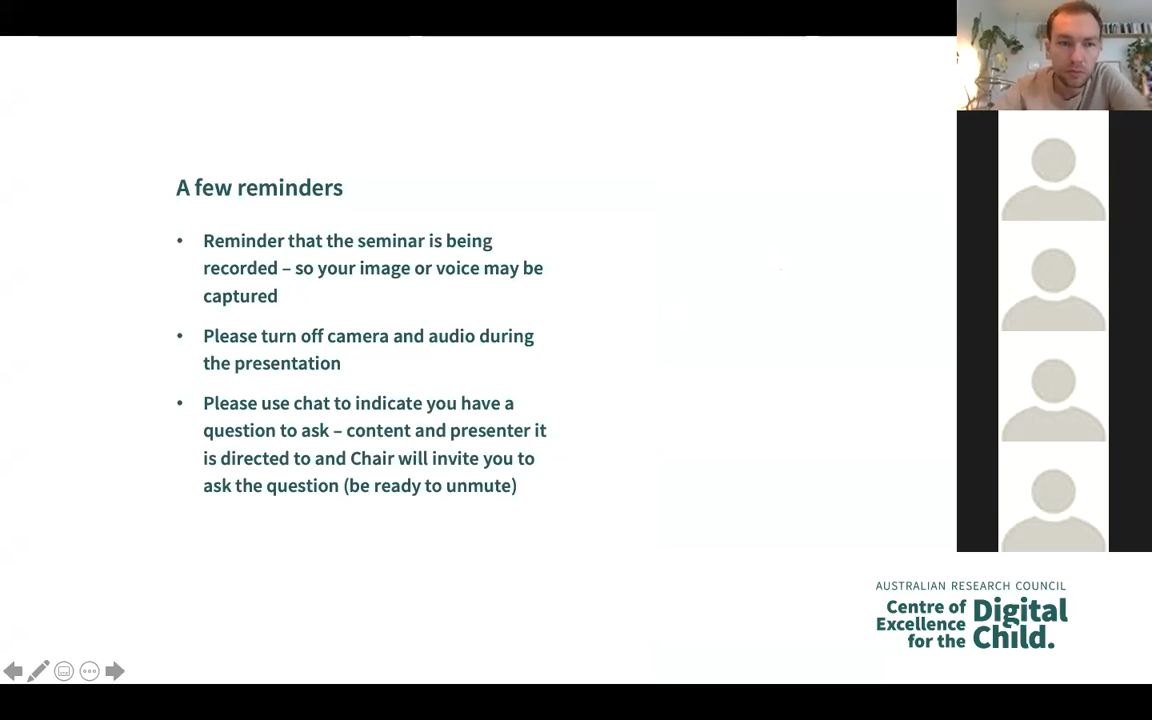 A few reminders
• Reminder that the seminar is being
recorded – so your image or voice may be
captured
• Please turn off camera and audio during
the presentation
• Please use chat to indicate you have a
question to ask – content and presenter it
is directed to and Chair will invite you to
ask the question (be ready to unmute)
AUSTRALIAN RESEARCH COUNCIL
Centre of
Excellence
for the
Digital
Child.